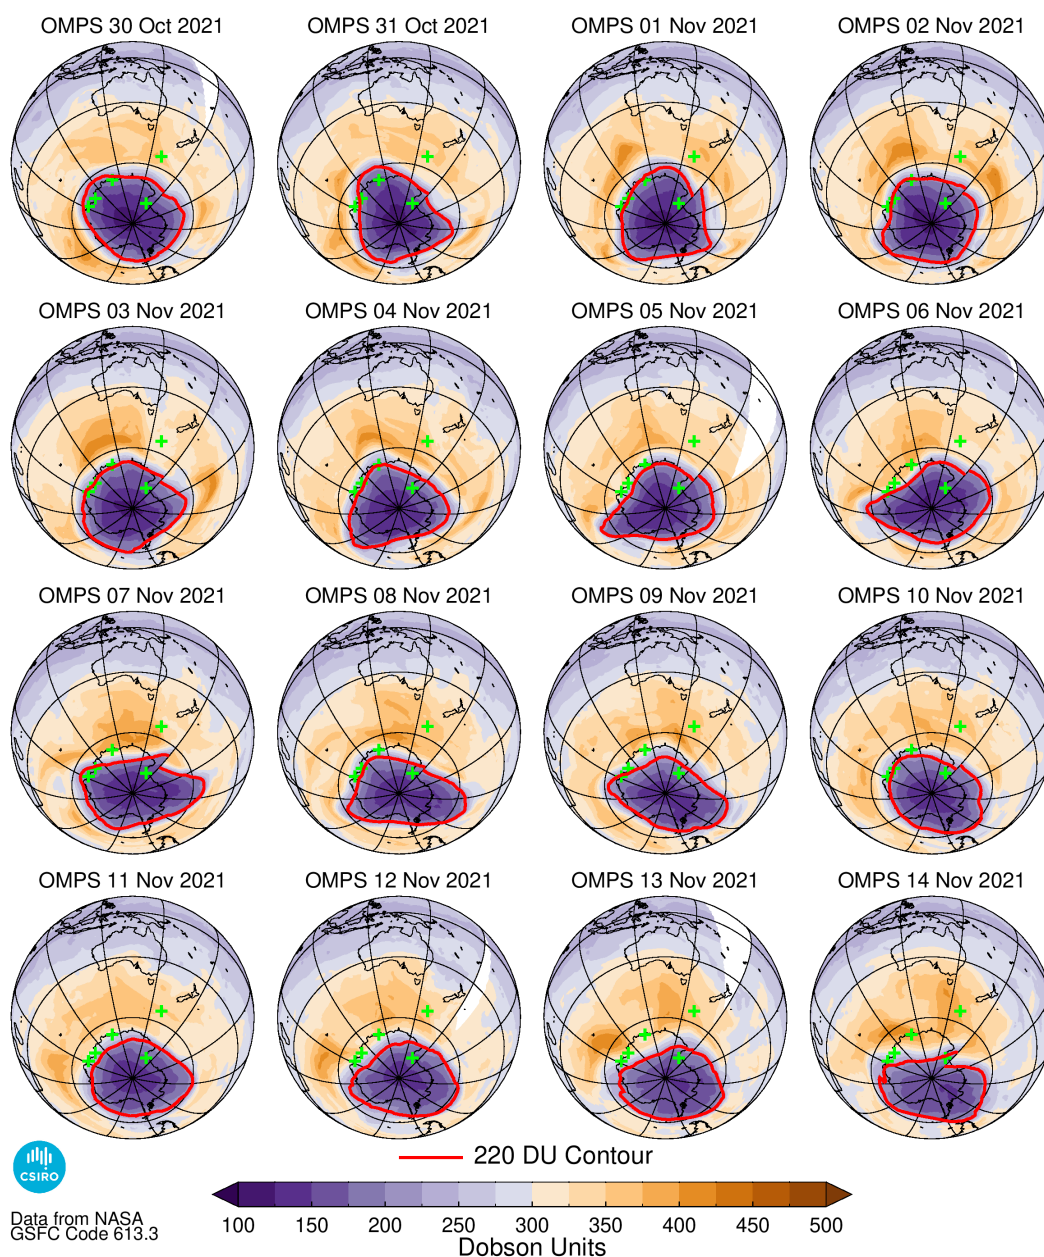 OMPS 30 Oct 2021 OMPS 31 Oct 2021 OMPS 01 Nov 2021 OMPS 02 Nov 2021
OMPS 03 Nov 2021 OMPS 04 Nov 2021 OMPS 05 Nov 2021 OMPS 06 Nov 2021
OMPS 07 Nov 2021 OMPS 08 Nov 2021 OMPS 09 Nov 2021 OMPS 10 Nov 2021
OMPS 11 Nov 2021 OMPS 12 Nov 2021 OMPS 13 Nov 2021 OMPS 14 Nov 2021
220 DU Contour
CSIRO
Data from NASA
GSFC Code 613.3
100 150 200 250 300 350 400 450 500
Dobson Units